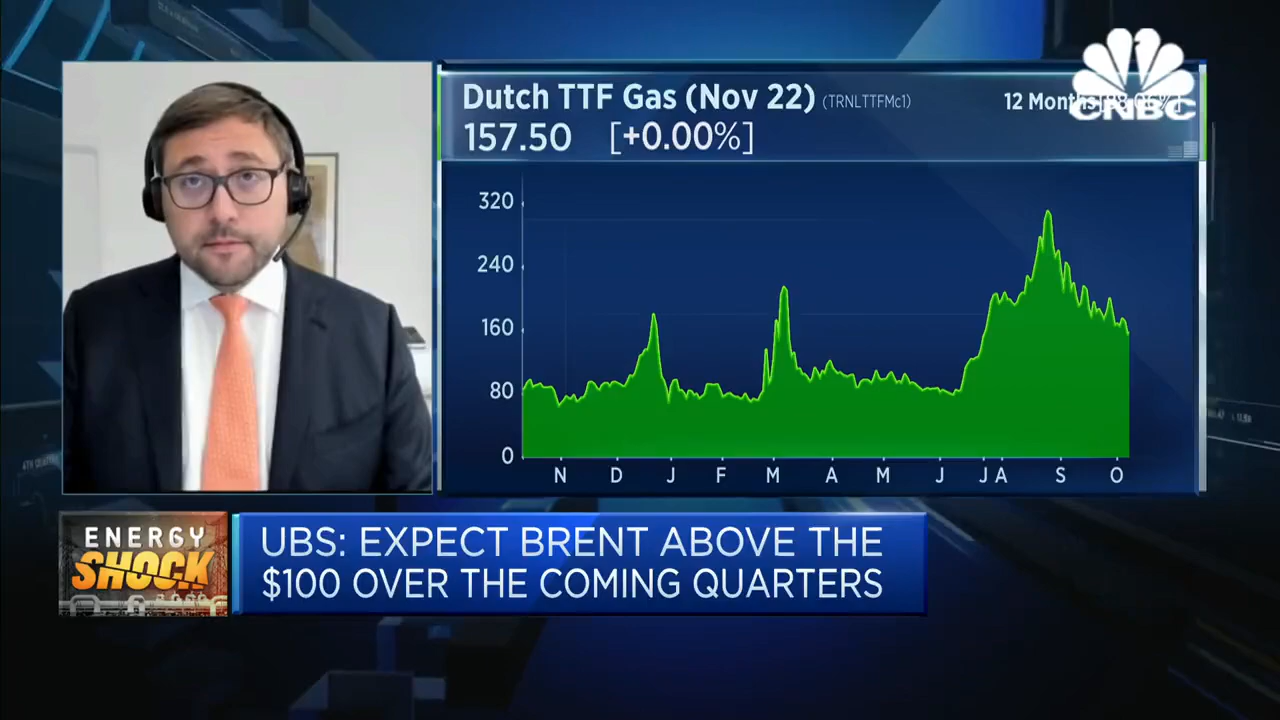 Dutch TTF Gas (Nov 22) (TRNLTTFMc1)
12 Months
157.50 [+0.00%]
CNBC
320
240
160
80
0
N D J F M A M J J A S O
ENERGY
SHOCK
UBS: EXPECT BRENT ABOVE THE
$100 OVER THE COMING QUARTERS